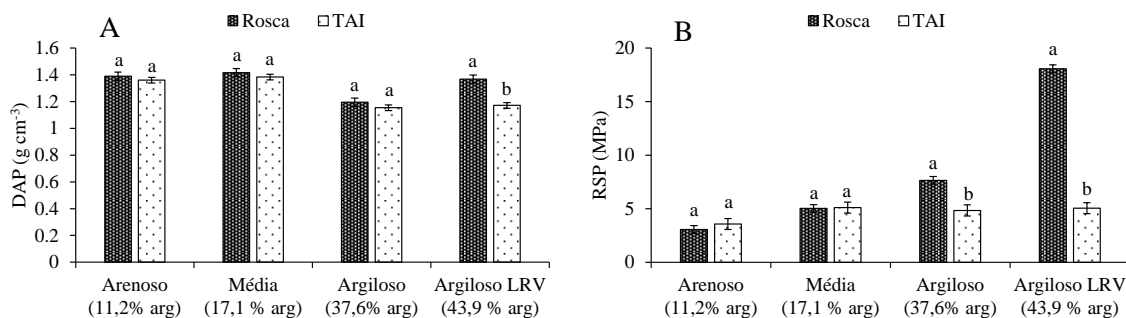 A
Rosca TAI
DAP (g cm-3)
1.6
1.4
1.2
1
0.8
0.6
0.4
0.2
0
a a a a a a a b
Arenoso Média Argiloso Argiloso LRV
(11,2% arg) (17,1 % arg) (37,6% arg) (43,9 % arg)
B
Rosca TAI
RSP (MPa)
20
15
10
5
0
a a a a a b a b
Arenoso Média Argiloso Argiloso LRV
(11,2% arg) (17,1 % arg) (37,6% arg) (43,9 % arg)